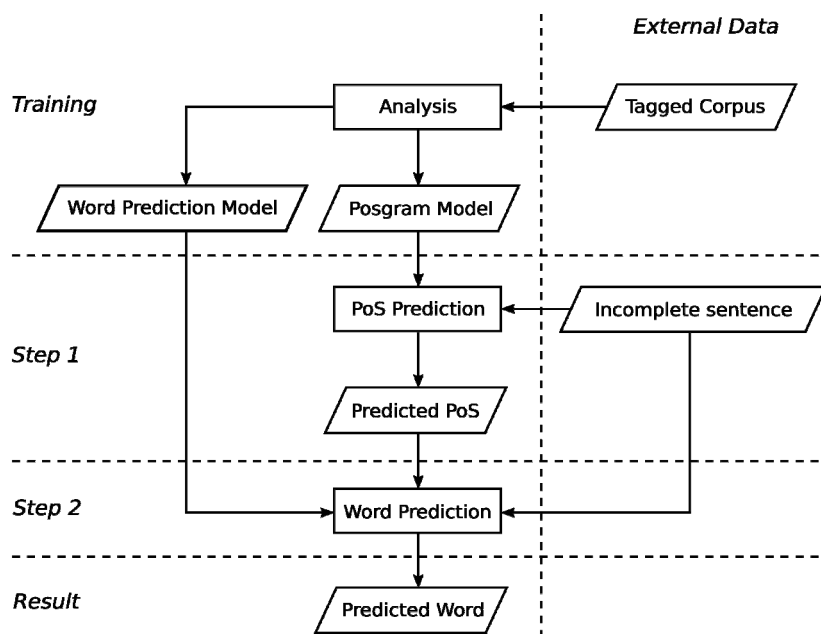 External Data
Training
Analysis
Tagged Corpus
Word Prediction Model
Posgram Model
PoS Prediction
Incomplete sentence
Step 1
Predicted PoS
Step 2
Word Prediction
Result
Predicted Word